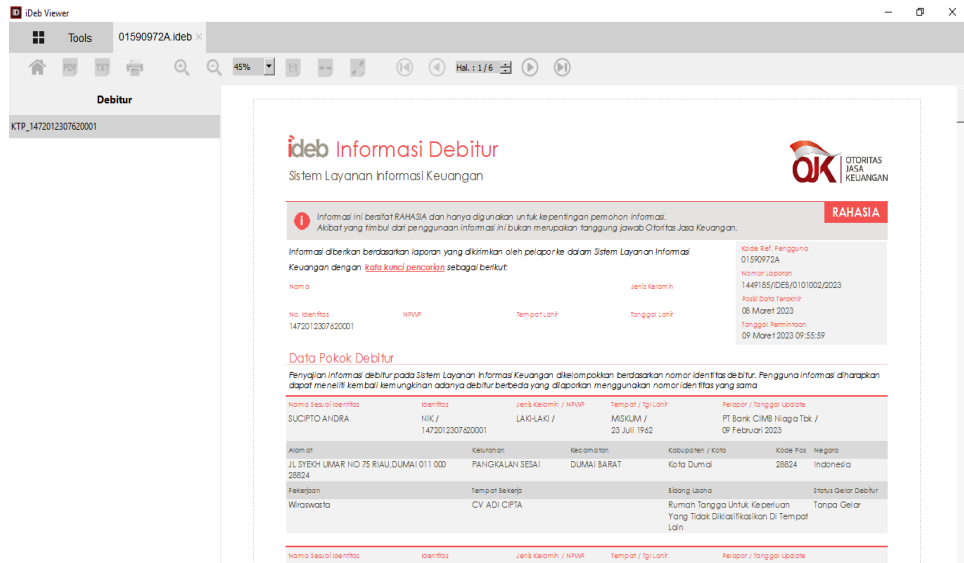 iDeb Viewer
Tools 01590972A.ideb ×
PDF TXT 45% 1:1 Hal. : 1 / 6
Debitur
KTP_1472012307620001
ideb Informasi Debitur
Sistem Layanan Informasi Keuangan
OJK OTORITAS JASA KEUANGAN
RAHASIA
Informasi ini bersifat RAHASIA dan hanya digunakan untuk kepentingan pemohon informasi.
Akibat yang timbul dari penggunaan informasi ini bukan merupakan tanggung jawab Otoritas Jasa Keuangan.
Informasi diberikan berdasarkan laporan yang dikirimkan oleh pelapor ke dalam Sistem Layanan Informasi
Keuangan dengan kata kunci pencarian sebagai berikut:
Kode Ref. Pengguna
01590972A
Nomor Laporan
1449185/IDEB/0101002/2023
Posisi Data Terakhir
08 Maret 2023
Tanggal Permintaan
09 Maret 2023 09:55:59
Nama Jenis Kelamin
No. Identitas NPWP Tempat Lahir Tanggal Lahir
1472012307620001
Data Pokok Debitur
Penyajian informasi debitur pada Sistem Layanan Informasi Keuangan dikelompokkan berdasarkan nomor identitas debitur. Pengguna informasi diharapkan
dapat meneliti kembali kemungkinan adanya debitur berbeda yang dilaporkan menggunakan nomor identitas yang sama
Nama Sesuai Identitas Identitas Jenis Kelamin / NPWP Tempat / Tgl Lahir Pelapor / Tanggal Update
SUCIPTO ANDRA NIK / LAKI-LAKI / MISKUM / PT Bank CIMB Niaga Tbk /
1472012307620001 23 Juli 1962 09 Februari 2023
Alamat Kelurahan Kecamatan Kabupaten / Kota Kode Pos Negara
JL SYEKH UMAR NO 75 RIAU,DUMAI 011 000 PANGKALAN SESAI DUMAI BARAT Kota Dumai 28824 Indonesia
28824
Pekerjaan Tempat Bekerja Bidang Usaha Status Gelar Debitur
Wiraswasta CV ADI CIPTA Rumah Tangga Untuk Keperluan Tanpa Gelar
Yang Tidak Diklasifikasikan Di Tempat
Lain
Nama Sesuai Identitas Identitas Jenis Kelamin / NPWP Tempat / Tgl Lahir Pelapor / Tanggal Update